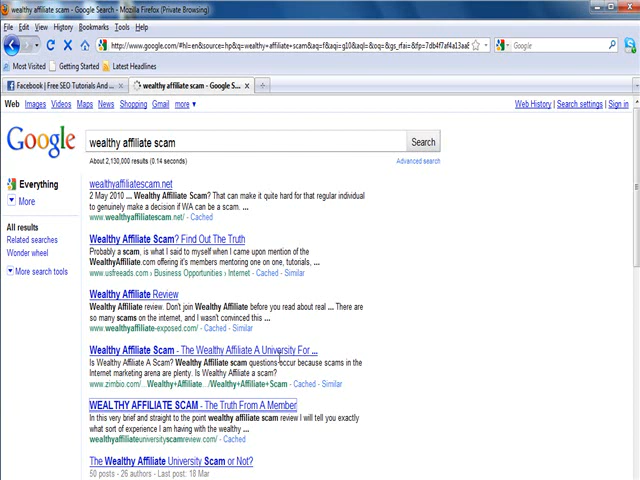 wealthy affiliate scam - Google Search - Mozilla Firefox (Private Browsing)
File Edit View History Bookmarks Tools Help
Google
Most Visited Getting Started Latest Headlines
Facebook | Free SEO Tutorials And ... wealthy affiliate scam - Google S...
Web Images Videos Maps News Shopping Gmail more ▼ Web History | Search settings | Sign in
Google wealthy affiliate scam Search
About 2,130,000 results (0.14 seconds) Advanced search
Everything
More
All results
Related searches
Wonder wheel
More search tools
wealthyaffiliatescam.net
2 May 2010 ... Wealthy Affiliate Scam? That can make it quite hard for that regular individual
to genuinely make a decision if WA can be a scam. ...
www.wealthyaffiliatescam.net/ - Cached
Wealthy Affiliate Scam? Find Out The Truth
Probably a scam, is what I said to myself when I came upon mention of the
WealthyAffiliate.com offering it's members mentoring one on one, tutorials, ...
www.usfreeads.com › Business Opportunities › Internet - Cached - Similar
Wealthy Affiliate Review
Wealthy Affiliate review. Don't join Wealthy Affiliate before you read about real ... There are
so many scams on the internet, and I wasn't convinced this ...
www.wealthyaffiliate-exposed.com/ - Cached - Similar
Wealthy Affiliate Scam - The Wealthy Affiliate A University For ...
Is Wealthy Affiliate A Scam? Wealthy Affiliate scam questions occur because scams in the
Internet marketing arena are plenty. Is Wealthy Affiliate a scam?
www.zimbio.com/...Wealthy+Affiliate.../Wealthy+Affiliate+Scam - Cached - Similar
WEALTHY AFFILIATE SCAM - The Truth From A Member
In this very brief and straight to the point wealthy affiliate scam review I will tell you exactly
what sort of experience I am having with the wealthy ...
wealthyaffiliateuniversityscamreview.com/ - Cached
The Wealthy Affiliate University Scam or Not?
50 posts - 26 authors - Last post: 18 Mar